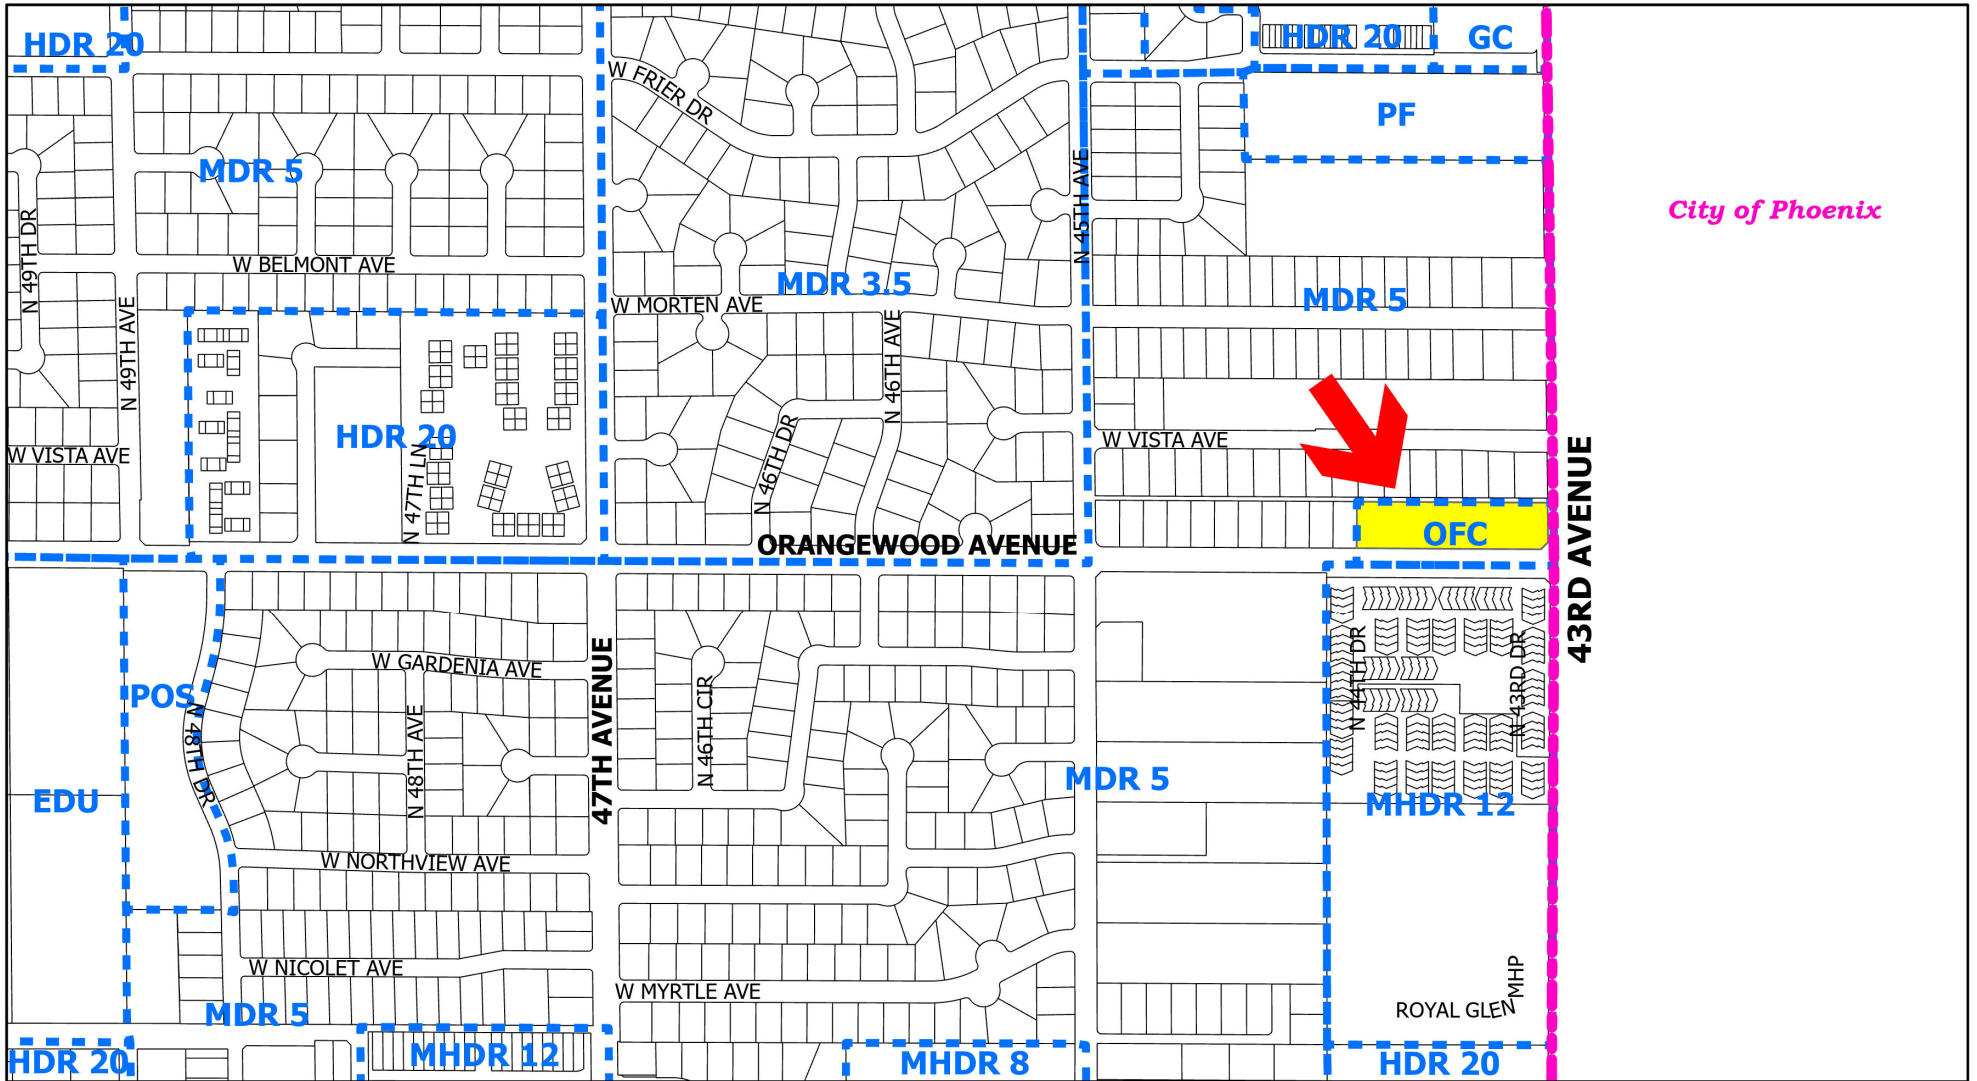 HDR 20
HDR 20
GC
W FRIER DR
PF
MDR 5
N 45TH AVE
City of Phoenix
N 49TH DR
W BELMONT AVE
MDR 3.5
MDR 5
W MORTEN AVE
N 49TH AVE
N 46TH AVE
HDR 20
W VISTA AVE
W VISTA AVE
N 47TH LN
N 46TH DR
OFC
ORANGEWOOD AVENUE
43RD AVENUE
W GARDENIA AVE
47TH AVENUE
N 44TH DR
N 43RD DR
POS
N 48TH DR
N 48TH AVE
N 46TH CIR
MDR 5
EDU
MHDR 12
W NORTHVIEW AVE
W NICOLET AVE
W MYRTLE AVE
MHP
ROYAL GLEN
MDR 5
HDR 20
MHDR 12
MHDR 8
HDR 20